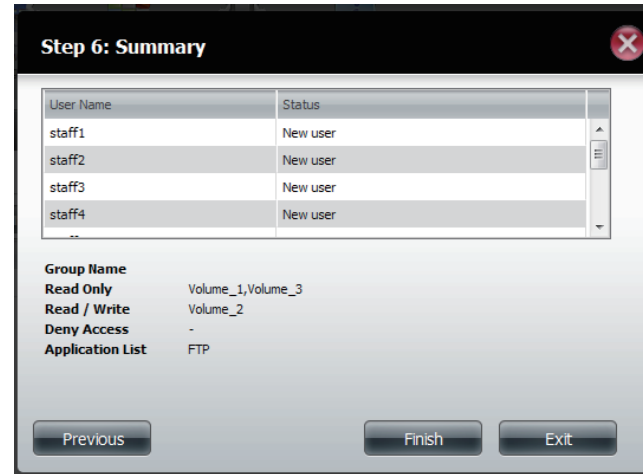 Step 6: Summary
User Name Status
staff1 New user
staff2 New user
staff3 New user
staff4 New user
Group Name
Read Only Volume_1,Volume_3
Read / Write Volume_2
Deny Access -
Application List FTP
Previous Finish Exit